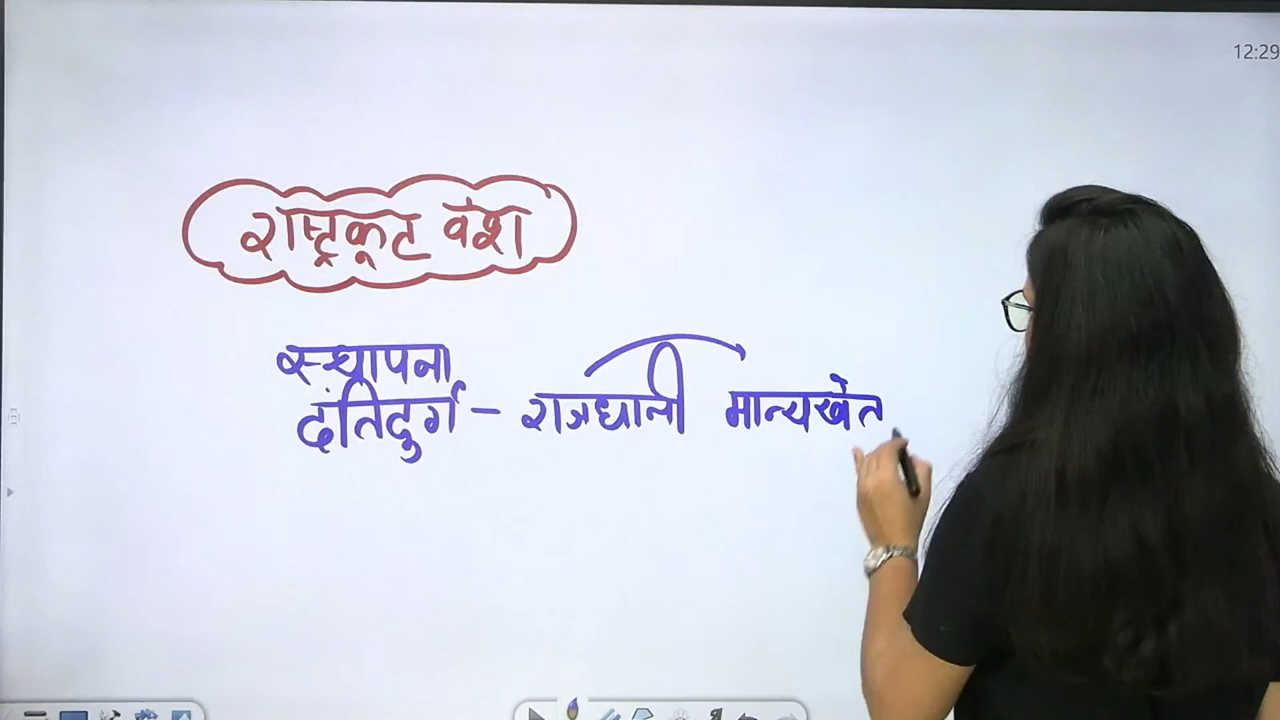 12:29
राष्ट्रकूट वंश
स्थापना
दंतिदुर्ग - राजधानी मान्यखेत